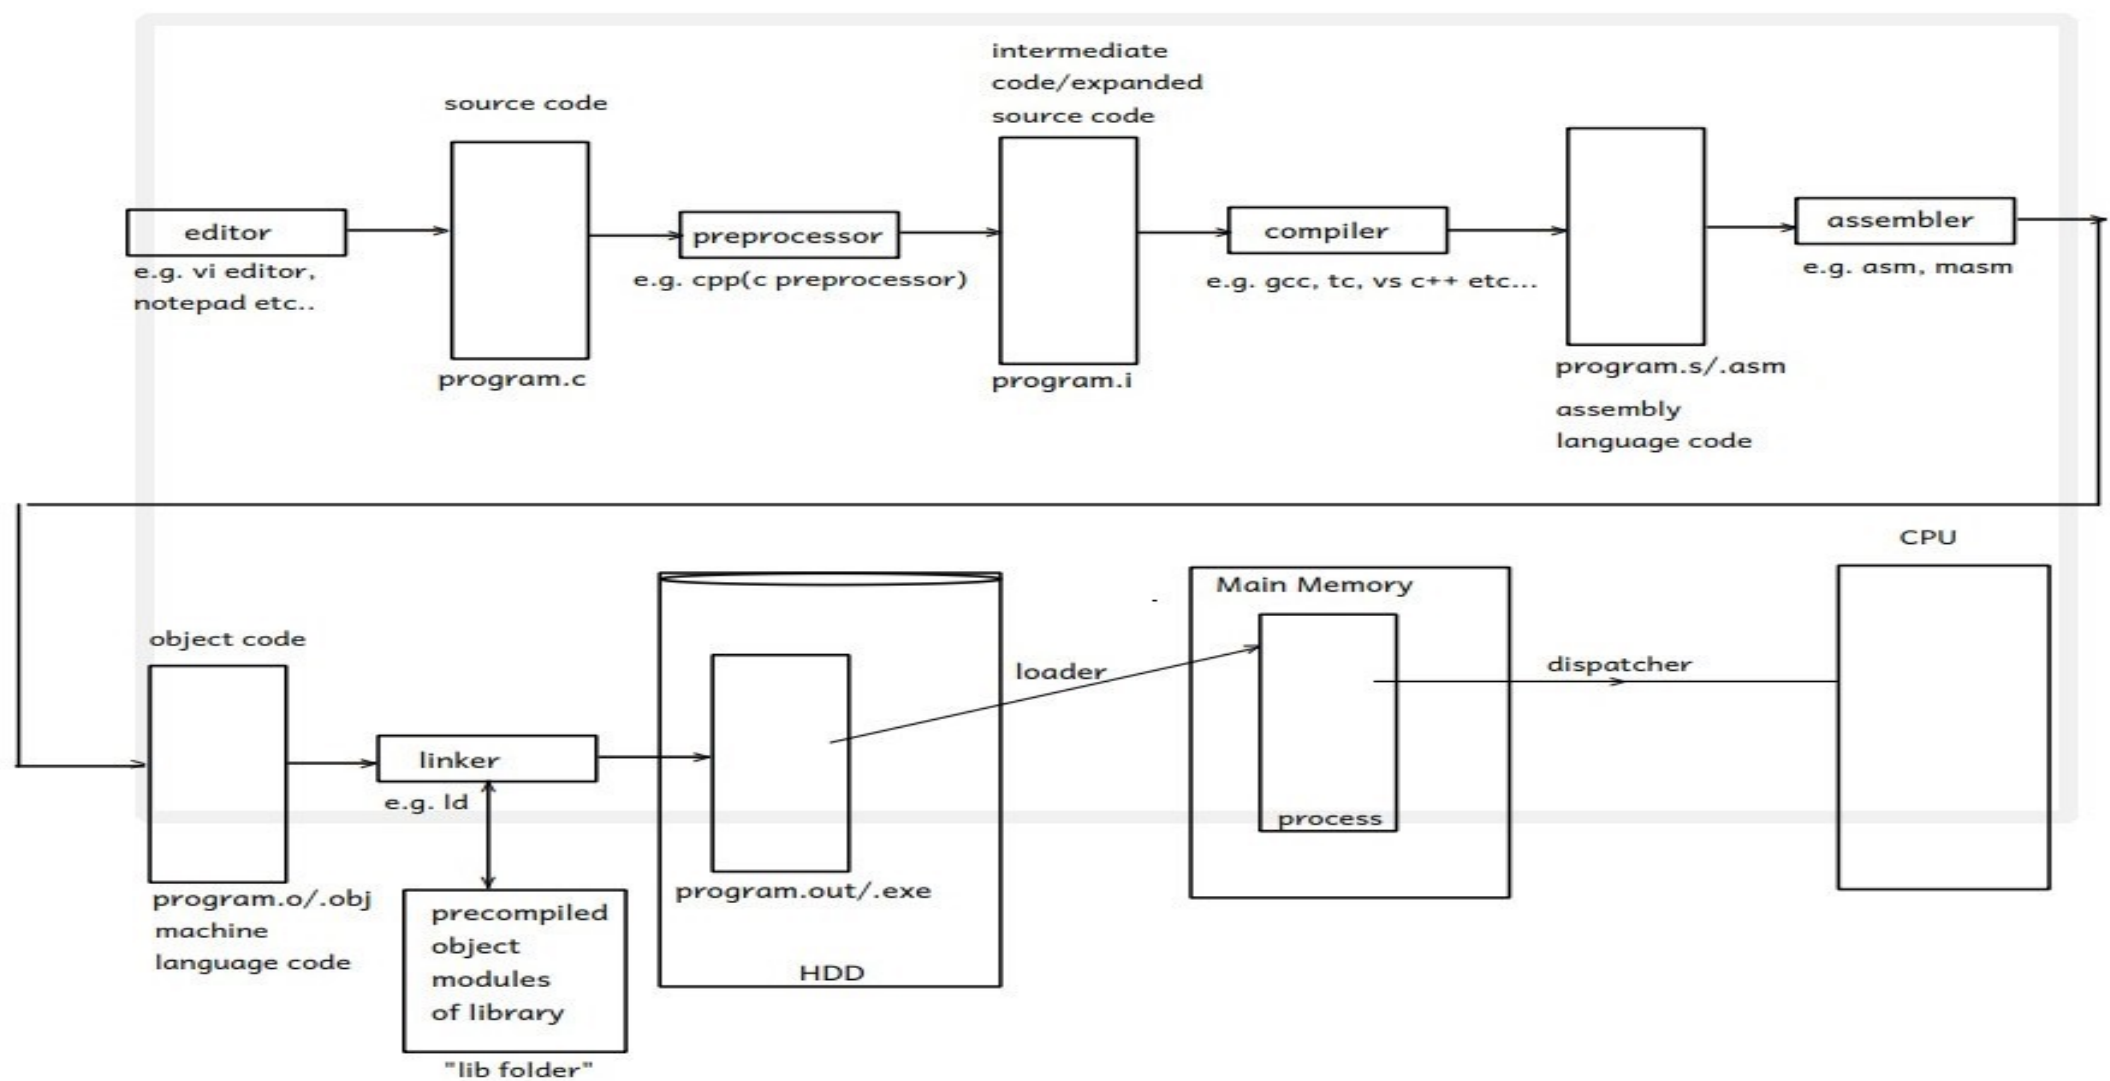 source code
intermediate
code/expanded
source code
editor
e.g. vi editor,
notepad etc..
program.c
preprocessor
e.g. cpp(c preprocessor)
program.i
compiler
e.g. gcc, tc, vs c++ etc...
program.s/.asm
assembly
language code
assembler
e.g. asm, masm
object code
program.o/.obj
machine
language code
linker
e.g. ld
precompiled
object
modules
of library
"lib folder"
program.out/.exe
HDD
loader
Main Memory
process
dispatcher
CPU